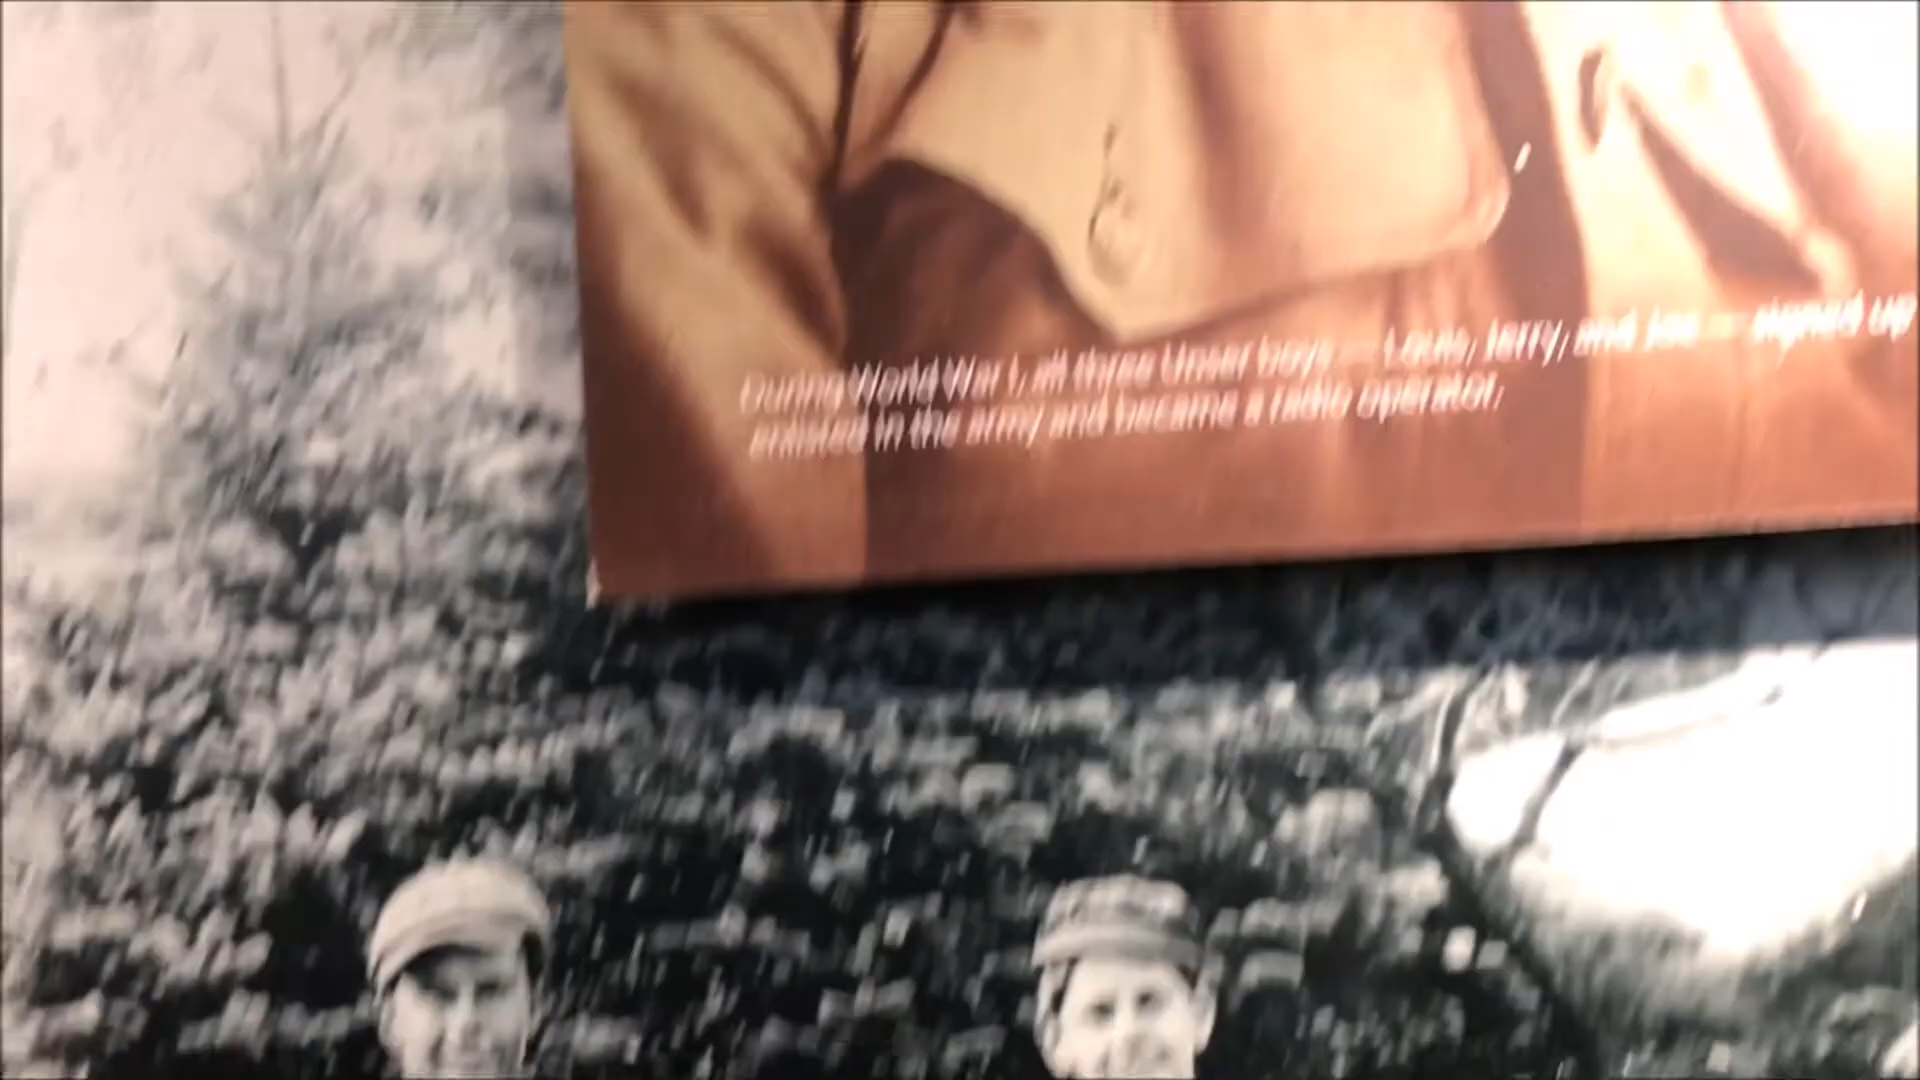 During World War I, all three Unser boys — Louis, Jerry, and Joe — signed up
enlisted in the army and became a radio operator.